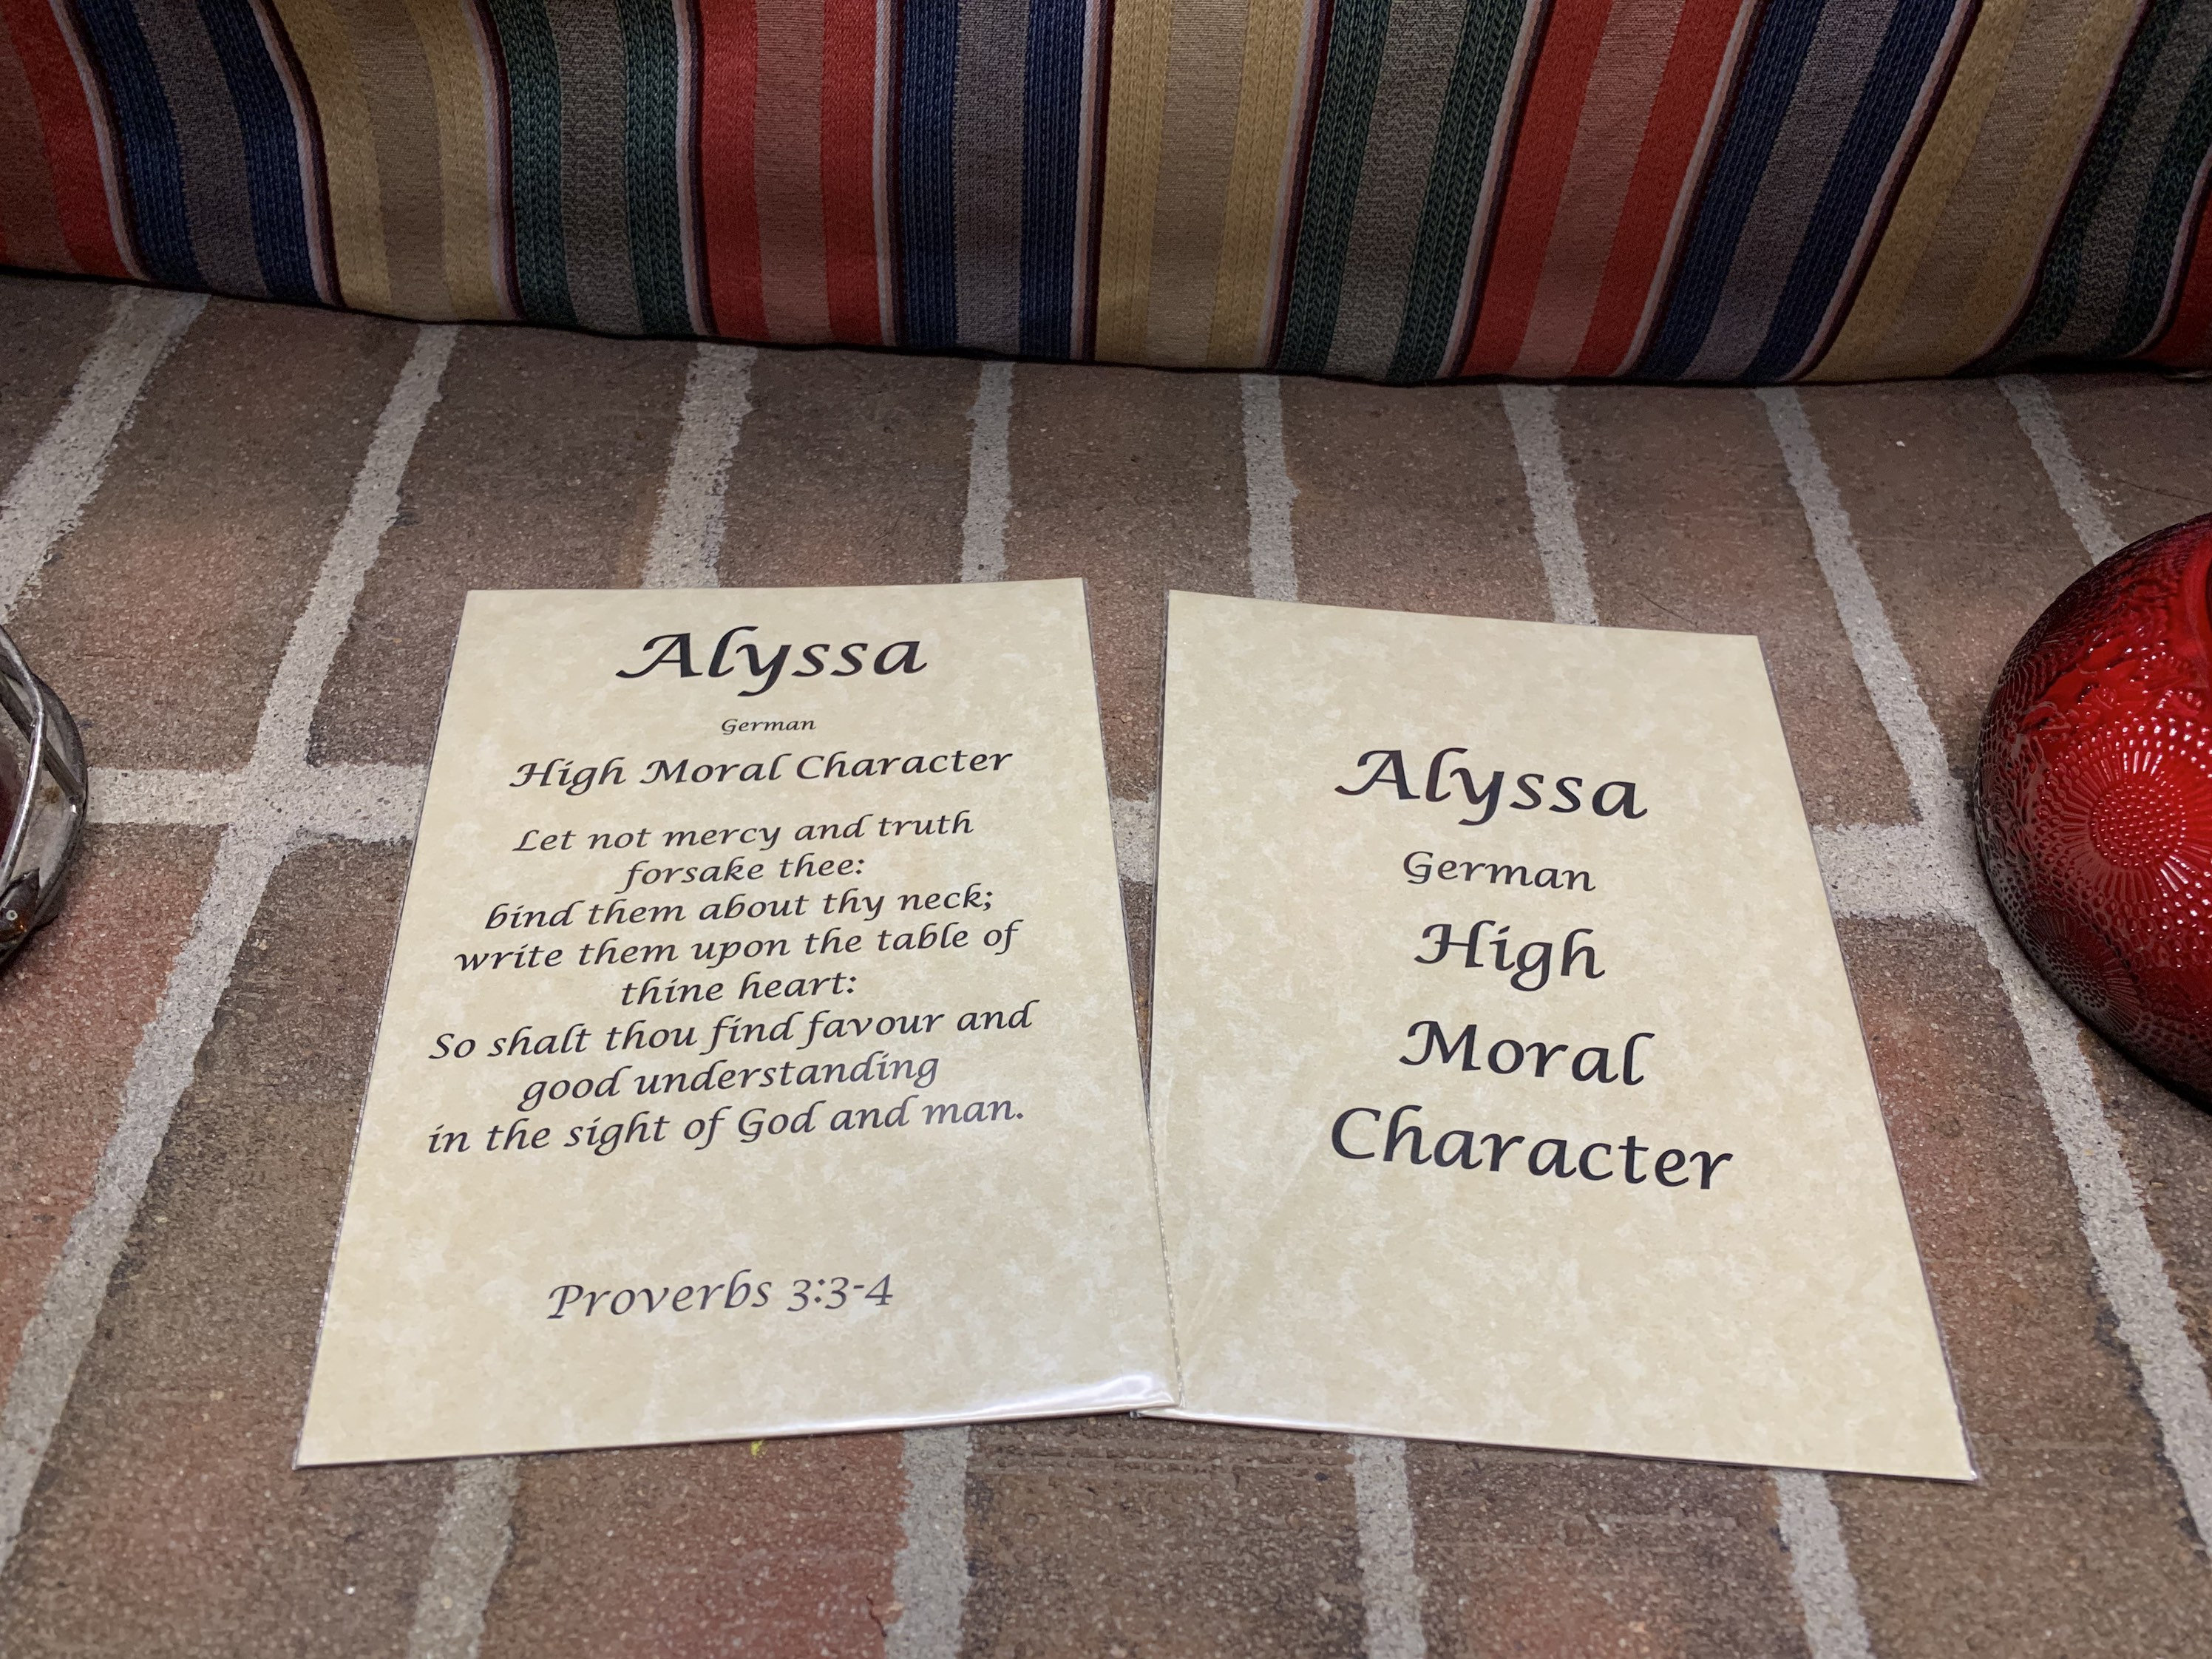 Alyssa
German
High Moral Character
Let not mercy and truth
forsake thee:
bind them about thy neck;
write them upon the table of
thine heart:
So shalt thou find favour and
good understanding
in the sight of God and man.
Proverbs 3:3-4
Alyssa
German
High
Moral
Character